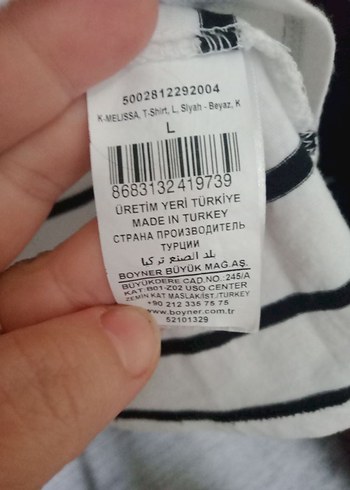 5002812292004
K-MELISSA, T-Shirt, L, Siyah - Beyaz, K
L
8683132419739
ÜRETİM YERİ TÜRKİYE
MADE IN TURKEY
СТРАНА ПРОИЗВОДИТЕЛЬ
ТУРЦИИ
بلد الصنع تركيا
BOYNER BÜYÜK MAĞ.AŞ.
BÜYÜKDERE CAD.NO.:245/A
KAT: B01-Z02 USO CENTER
ZEMİN KAT MASLAK/İST./TURKEY
+90 212 335 75 75
www.boyner.com.tr
52101329